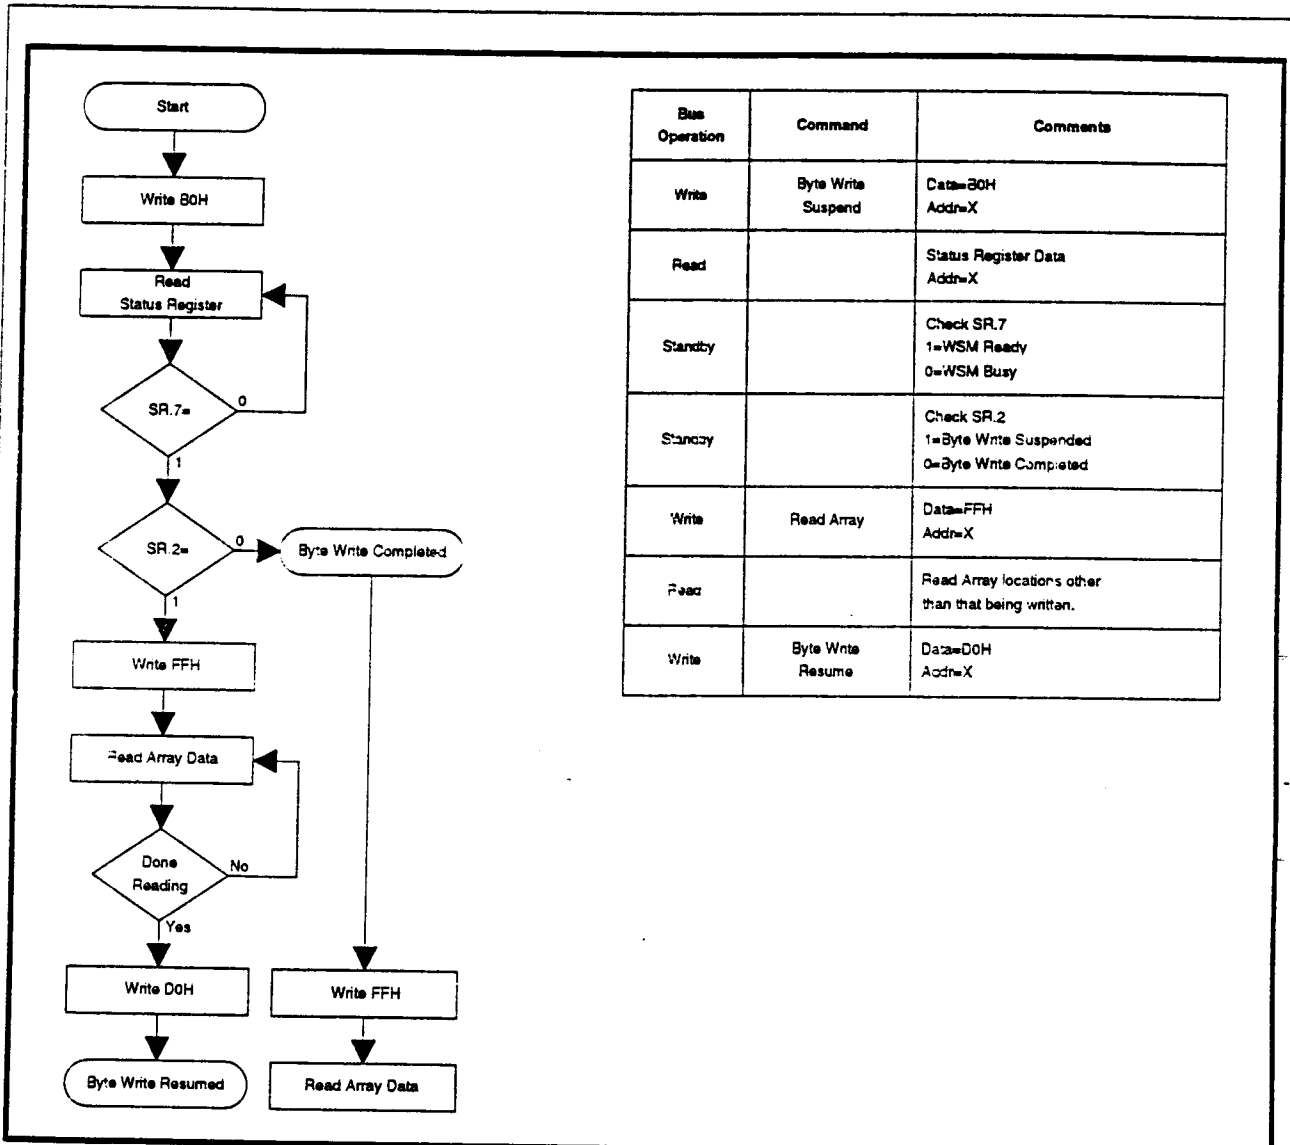 Start
Write B0H
Read
Status Register
SR.7=
0
1
SR.2=
0
Byte Write Completed
1
Write FFH
Read Array Data
Done
Reading
No
Yes
Write D0H
Write FFH
Byte Write Resumed
Read Array Data
Bus
Operation
Command
Comments
Write
Byte Write
Suspend
Data=B0H
Addr=X
Read
Status Register Data
Addr=X
Standby
Check SR.7
1=WSM Ready
0=WSM Busy
Standby
Check SR.2
1=Byte Write Suspended
0=Byte Write Completed
Write
Read Array
Data=FFH
Addr=X
Read
Read Array locations other
than that being written.
Write
Byte Write
Resume
Data=D0H
Addr=X